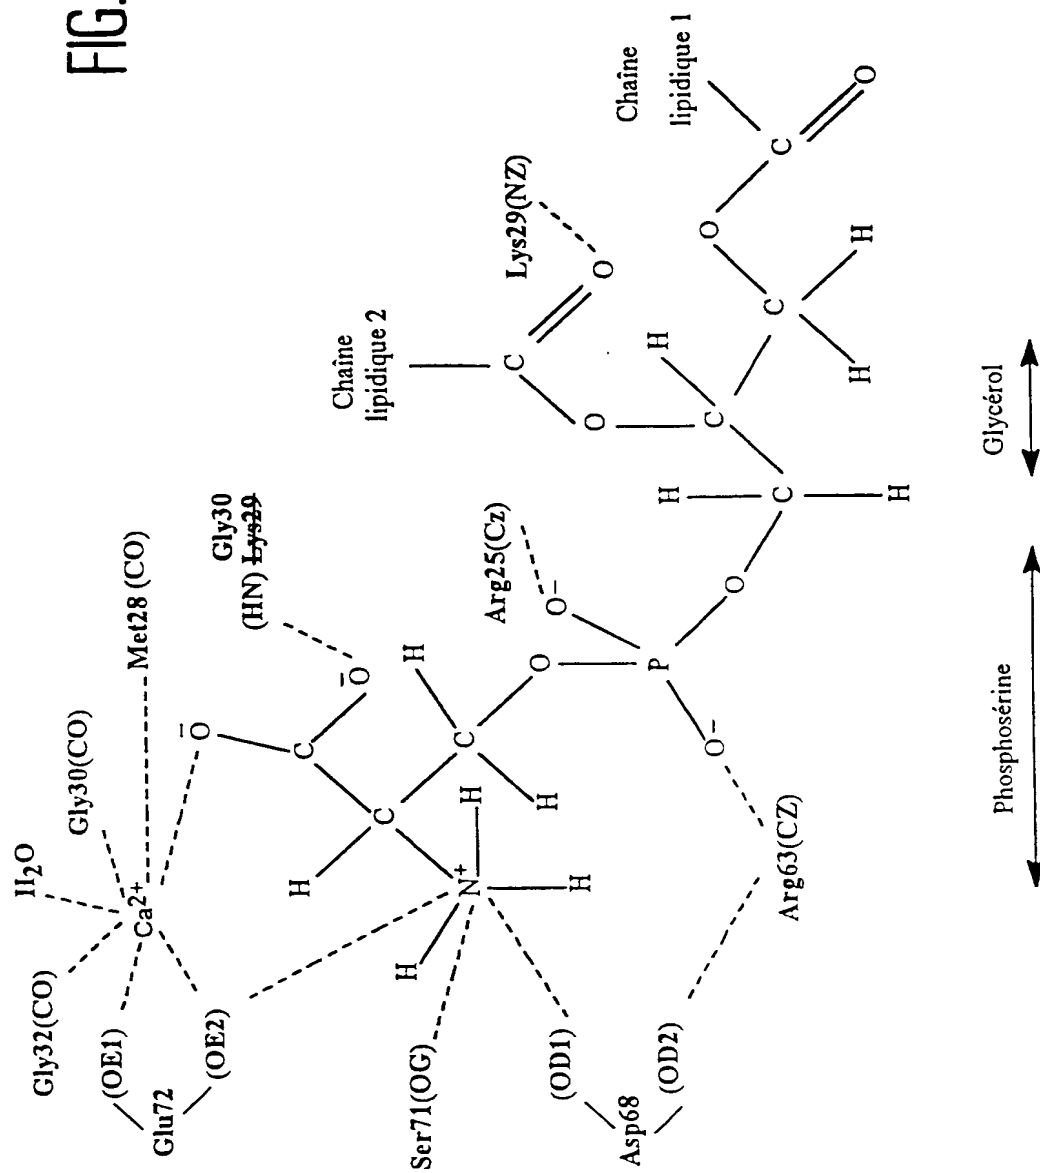 FIG.
H₂O
Gly32(CO)
Gly30(CO)
(OE1)
Ca²⁺
Met28 (CO)
Glu72
(OE2)
O⁻
Gly30
(HN) ~~Lys29~~
H
C
O⁻
Chaîne
lipidique 2
C
H
H
Ser71(OG)
N⁺
H
C
H
Arg25(Cz)
C
Lys29(NZ)
H
H
O
O⁻
(OD1)
O
O
Asp68
(OD2)
P
H
H
Chaîne
lipidique 1
O⁻
O
C
O
Arg63(CZ)
C
C
C
H
H
O
H
Phosphosérine
Glycérol